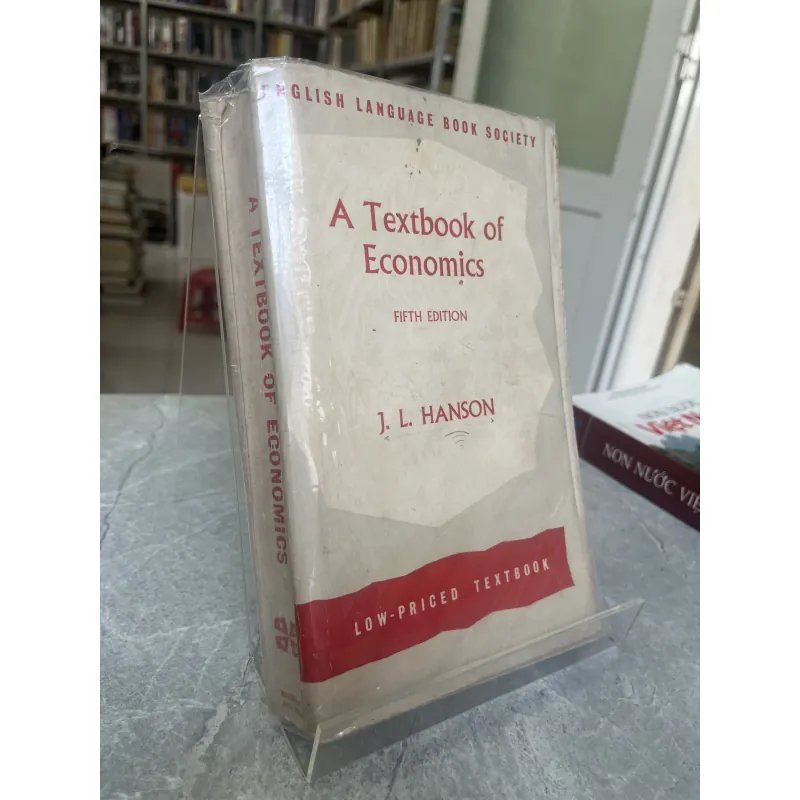 ENGLISH LANGUAGE BOOK SOCIETY
A Textbook of
Economics
FIFTH EDITION
J. L. HANSON
LOW-PRICED TEXTBOOK
A TEXTBOOK OF ECONOMICS
Việt N
NON NƯỚC VIỆ